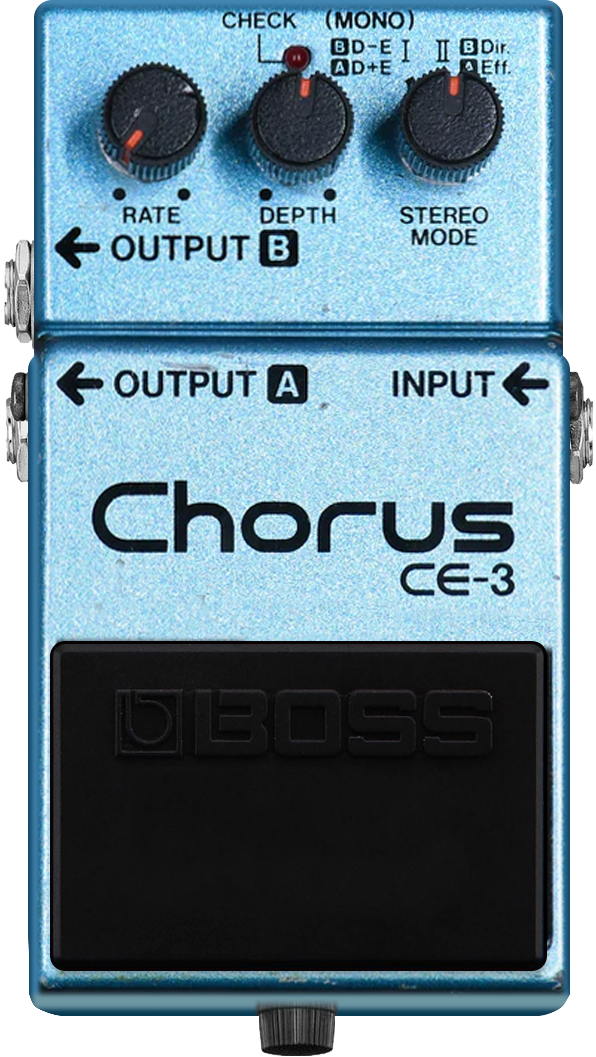 CHECK (MONO)
B D-E I II B Dir.
A D+E A Eff.
RATE DEPTH STEREO
MODE
← OUTPUT B
← OUTPUT A INPUT ←
Chorus
CE-3
BOSS